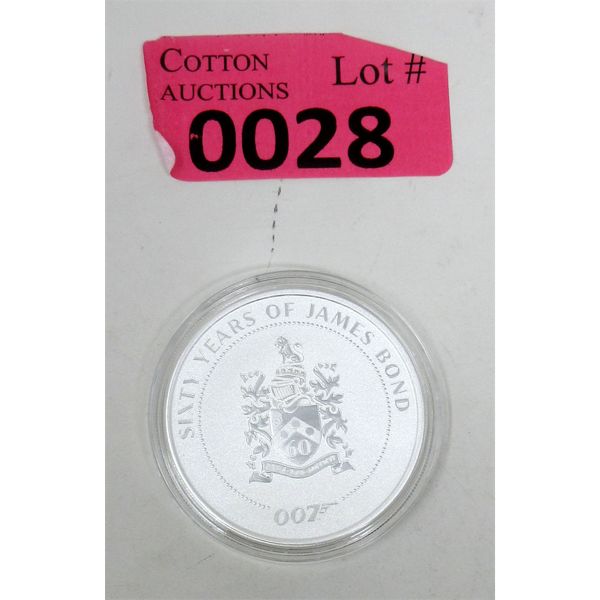 COTTON
AUCTIONS
Lot #
0028
SIXTY YEARS OF JAMES BOND
60
007